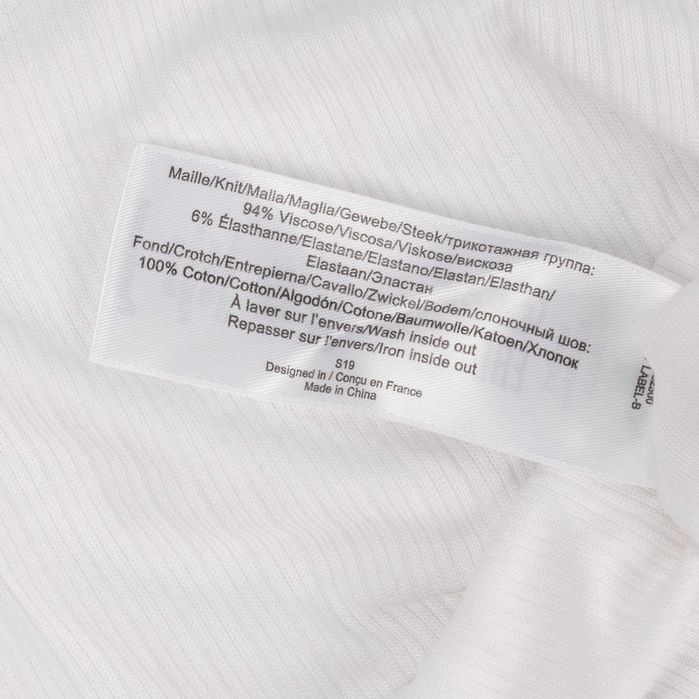 Maille/Knit/Malla/Maglia/Gewebe/Steek/трикотажная группа:
94% Viscose/Viscosa/Viskose/вискоза
6% Élasthanne/Elastane/Elastano/Elastan/Elasthan/
Elastaan/Эластан
Fond/Crotch/Entrepierna/Cavallo/Zwickel/Bodem/слоночный шов:
100% Coton/Cotton/Algodón/Cotone/Baumwolle/Katoen/Хлопок
À laver sur l'envers/Wash inside out
Repasser sur l'envers/Iron inside out
S19
Designed in / Conçu en France
Made in China
LABEL-B